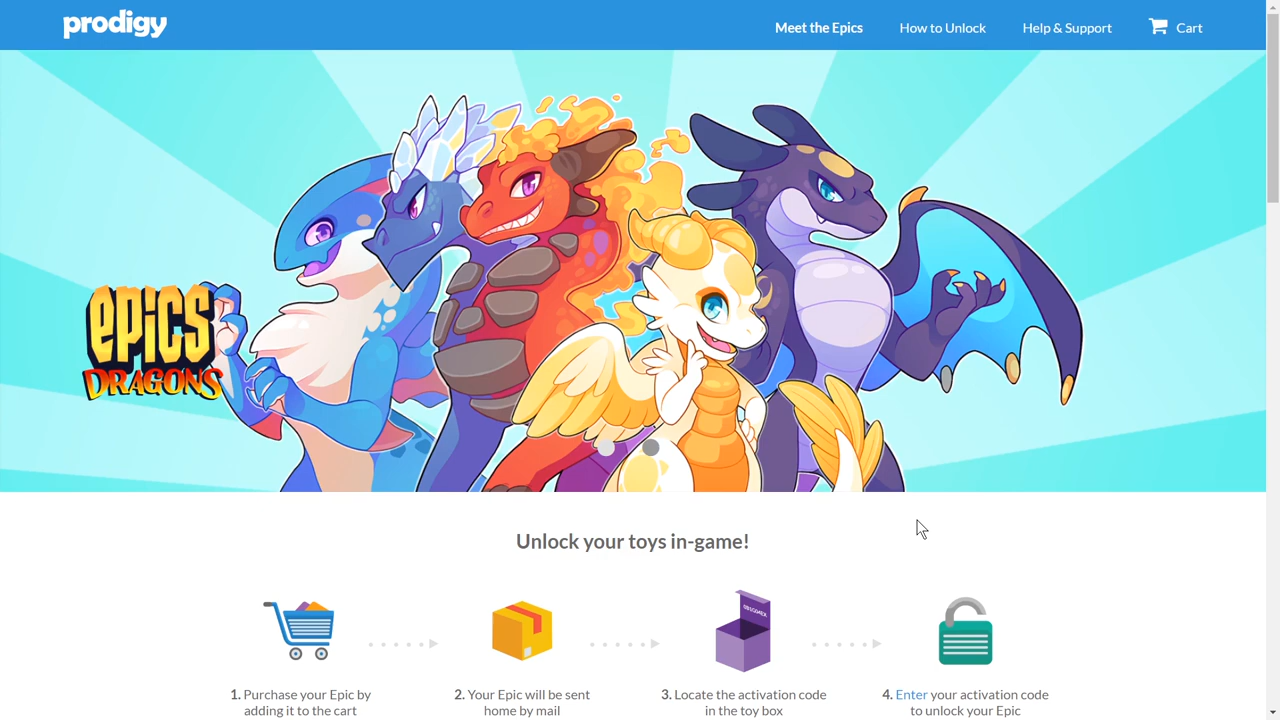 prodigy
Meet the Epics
How to Unlock
Help & Support
Cart
EPICS
DRAGONS
Unlock your toys in-game!
1. Purchase your Epic by
adding it to the cart
2. Your Epic will be sent
home by mail
3. Locate the activation code
in the toy box
4. Enter your activation code
to unlock your Epic